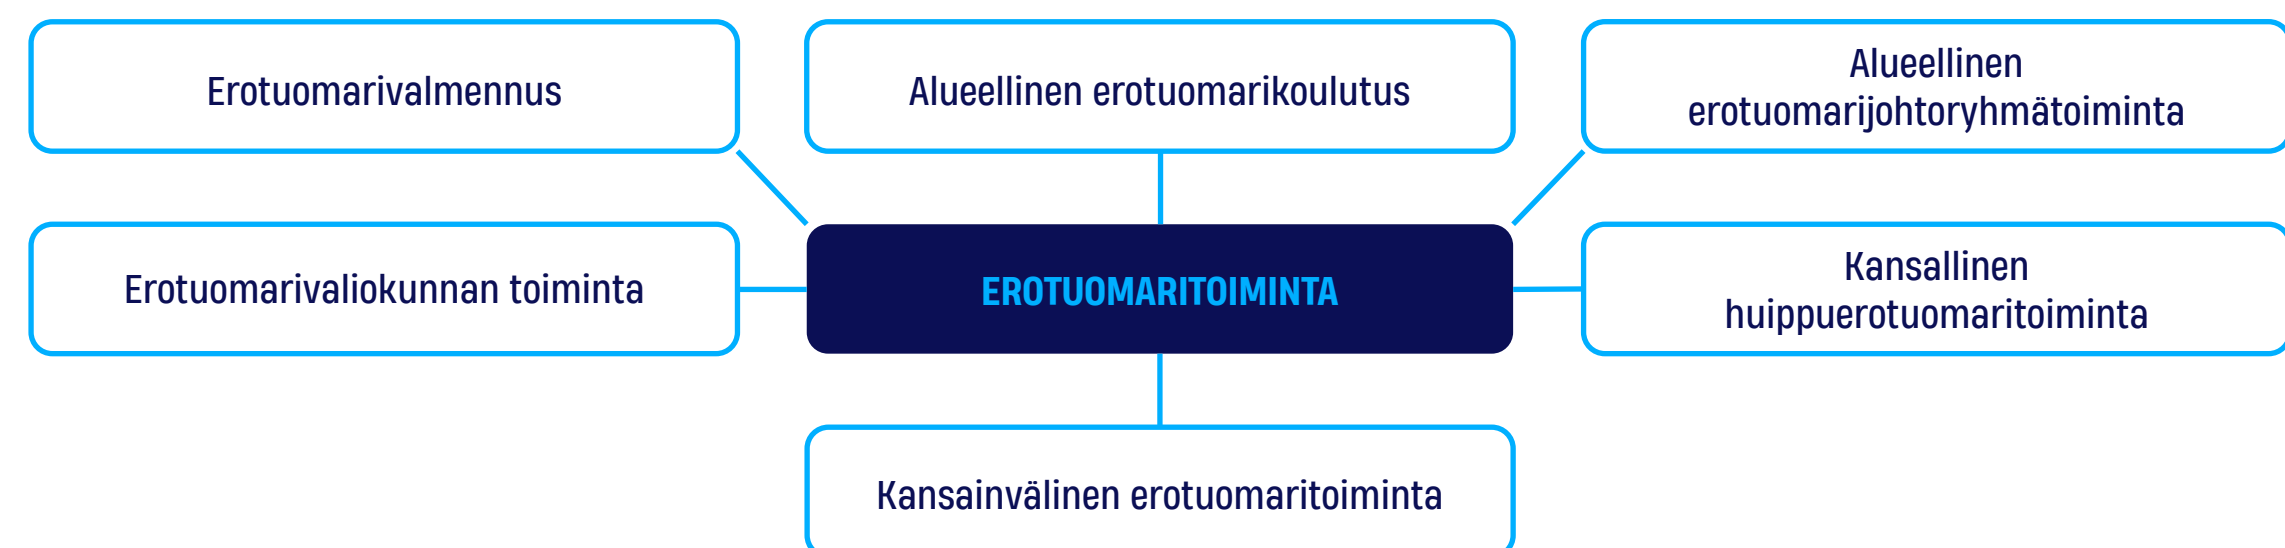 Erotuomarivalmennus
Alueellinen erotuomarikoulutus
Alueellinen
erotuomarijohtoryhmätoiminta
Erotuomarivaliokunnan toiminta
EROTUOMARITOIMINTA
Kansallinen
huippuerotuomaritoiminta
Kansainvälinen erotuomaritoiminta